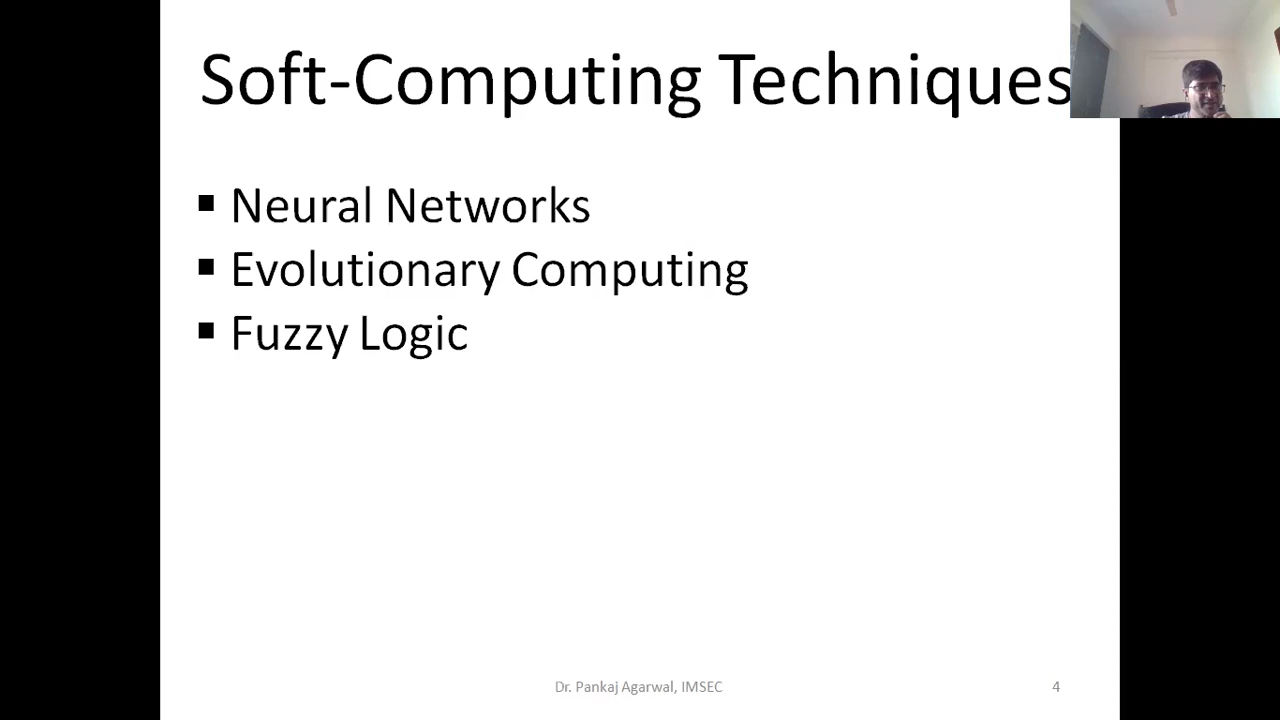 Soft-Computing Techniques
▪ Neural Networks
▪ Evolutionary Computing
▪ Fuzzy Logic
Dr. Pankaj Agarwal, IMSEC
4